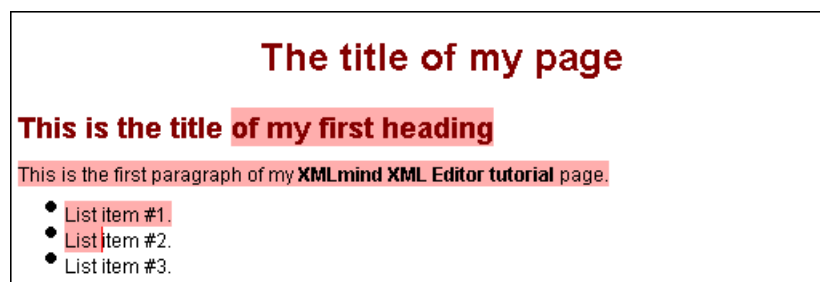 The title of my page
This is the title of my first heading
This is the first paragraph of my XMLmind XML Editor tutorial page.
List item #1.
List item #2.
List item #3.